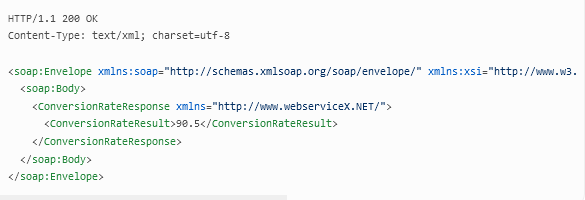 HTTP/1.1 200 OK
Content-Type: text/xml; charset=utf-8

<soap:Envelope xmlns:soap="http://schemas.xmlsoap.org/soap/envelope/" xmlns:xsi="http://www.w3.
  <soap:Body>
    <ConversionRateResponse xmlns="http://www.webserviceX.NET/">
      <ConversionRateResult>90.5</ConversionRateResult>
    </ConversionRateResponse>
  </soap:Body>
</soap:Envelope>